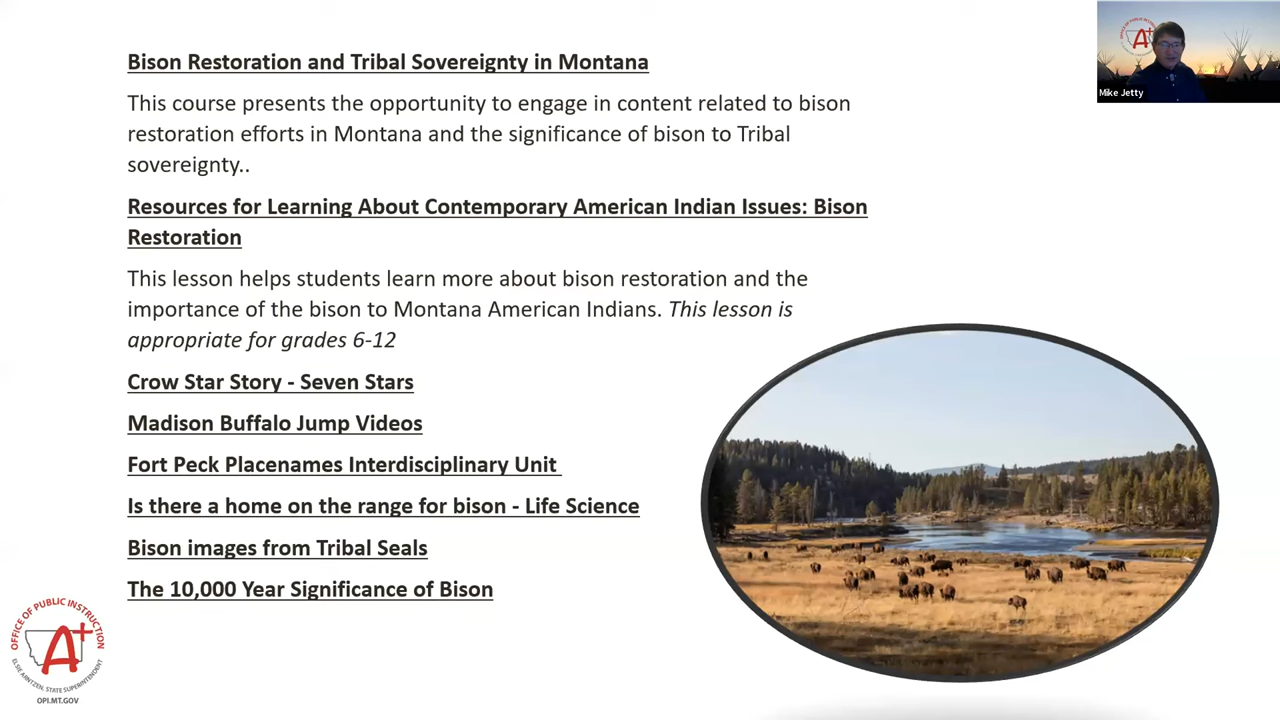 Bison Restoration and Tribal Sovereignty in Montana
This course presents the opportunity to engage in content related to bison
restoration efforts in Montana and the significance of bison to Tribal
sovereignty..
Resources for Learning About Contemporary American Indian Issues: Bison
Restoration
This lesson helps students learn more about bison restoration and the
importance of the bison to Montana American Indians. This lesson is
appropriate for grades 6-12
Crow Star Story - Seven Stars
Madison Buffalo Jump Videos
Fort Peck Placenames Interdisciplinary Unit
Is there a home on the range for bison - Life Science
Bison images from Tribal Seals
The 10,000 Year Significance of Bison
OFFICE OF PUBLIC INSTRUCTION
A+
ELSIE ARNTZEN, STATE SUPERINTENDENT
OPI.MT.GOV
A+
Mike Jetty